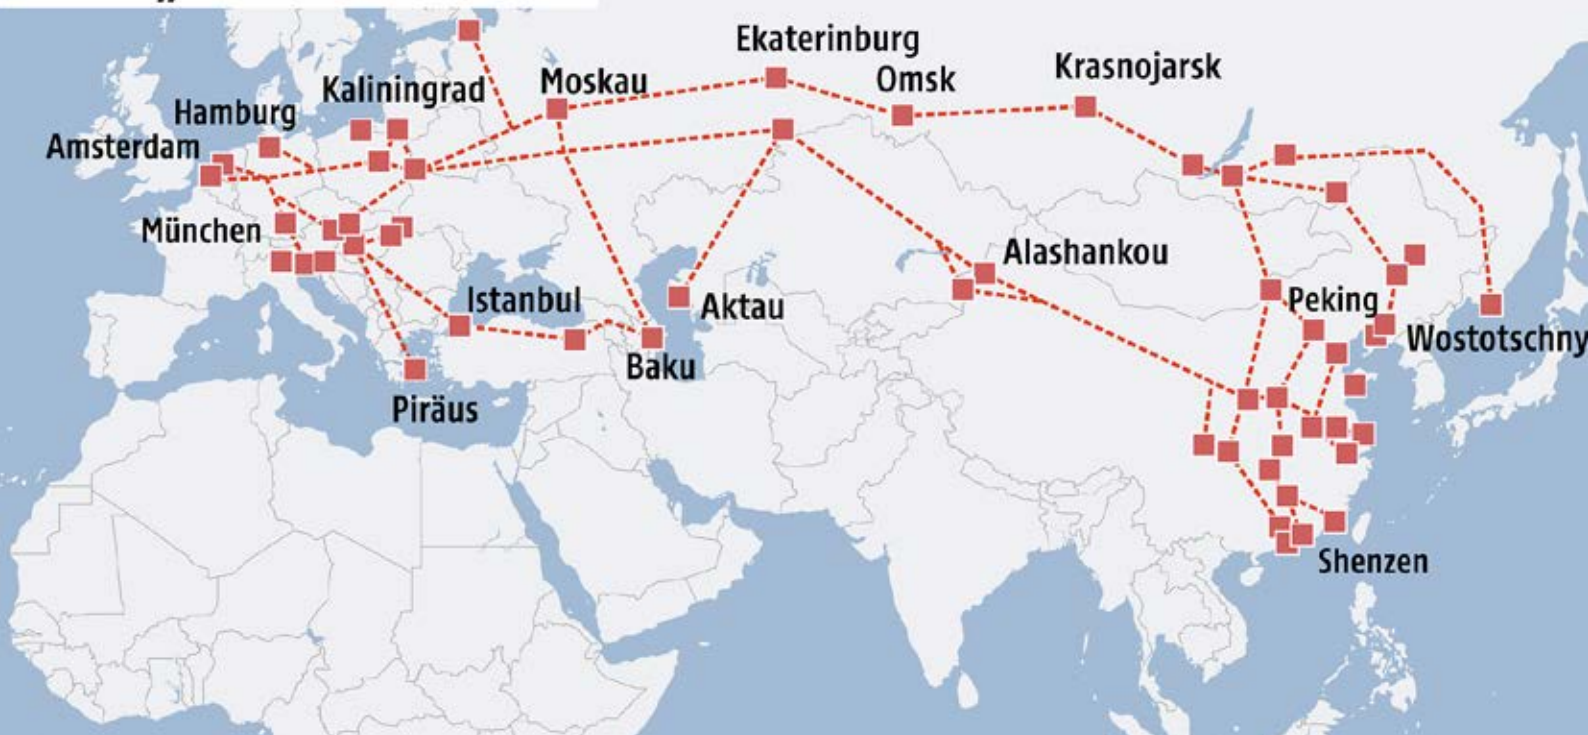 Ekaterinburg
Moskau
Omsk
Krasnojarsk
Kaliningrad
Hamburg
Amsterdam
München
Alashankou
Istanbul
Aktau
Peking
Wostotschny
Baku
Piräus
Shenzen